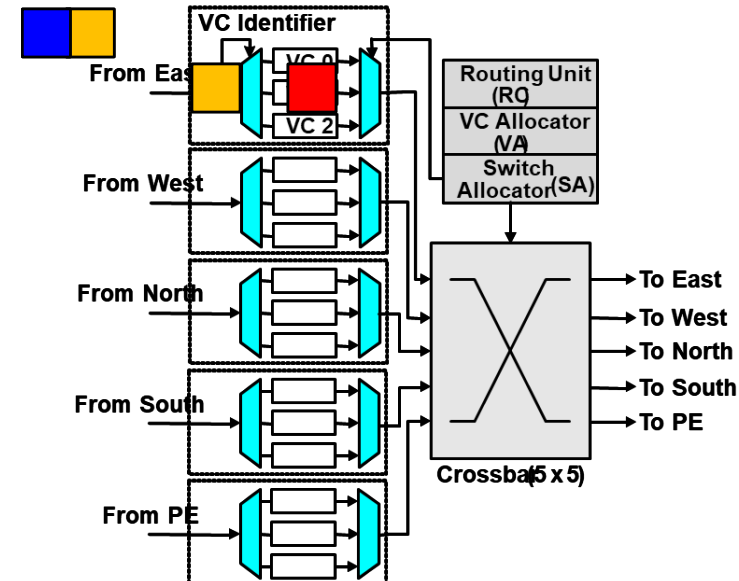 VC Identifier
From Eas
VC 0
VC 2
Routing Unit
(RC)
VC Allocator
(VA)
Switch
Allocator(SA)
From West
From North
From South
From PE
To East
To West
To North
To South
To PE
Crossbar(5 x 5)